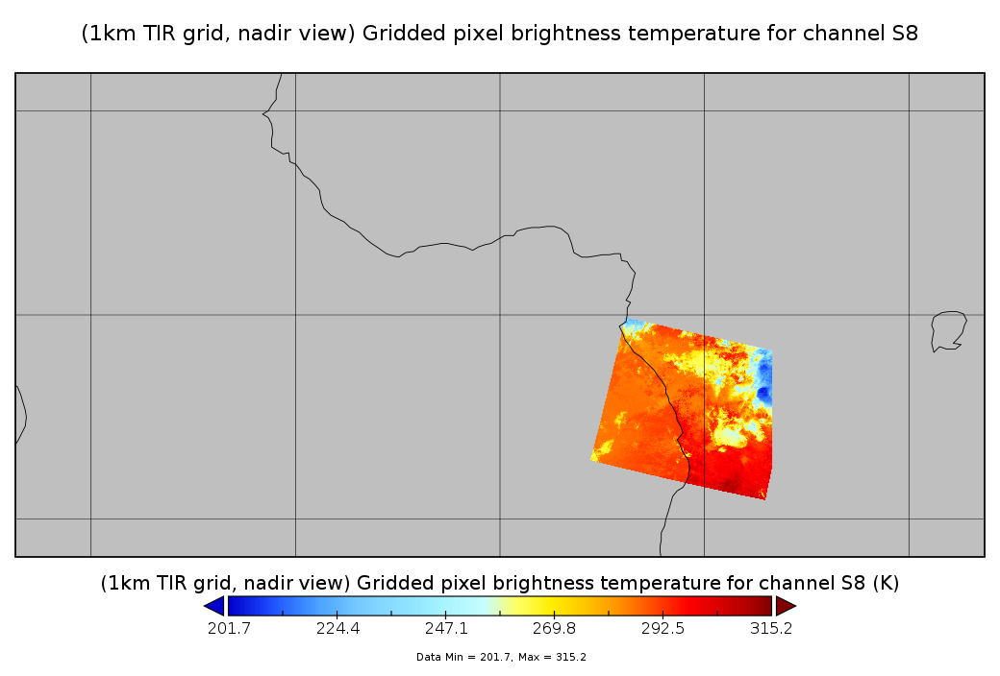 (1km TIR grid, nadir view) Gridded pixel brightness temperature for channel S8
(1km TIR grid, nadir view) Gridded pixel brightness temperature for channel S8 (K)
201.7 224.4 247.1 269.8 292.5 315.2
Data Min = 201.7, Max = 315.2